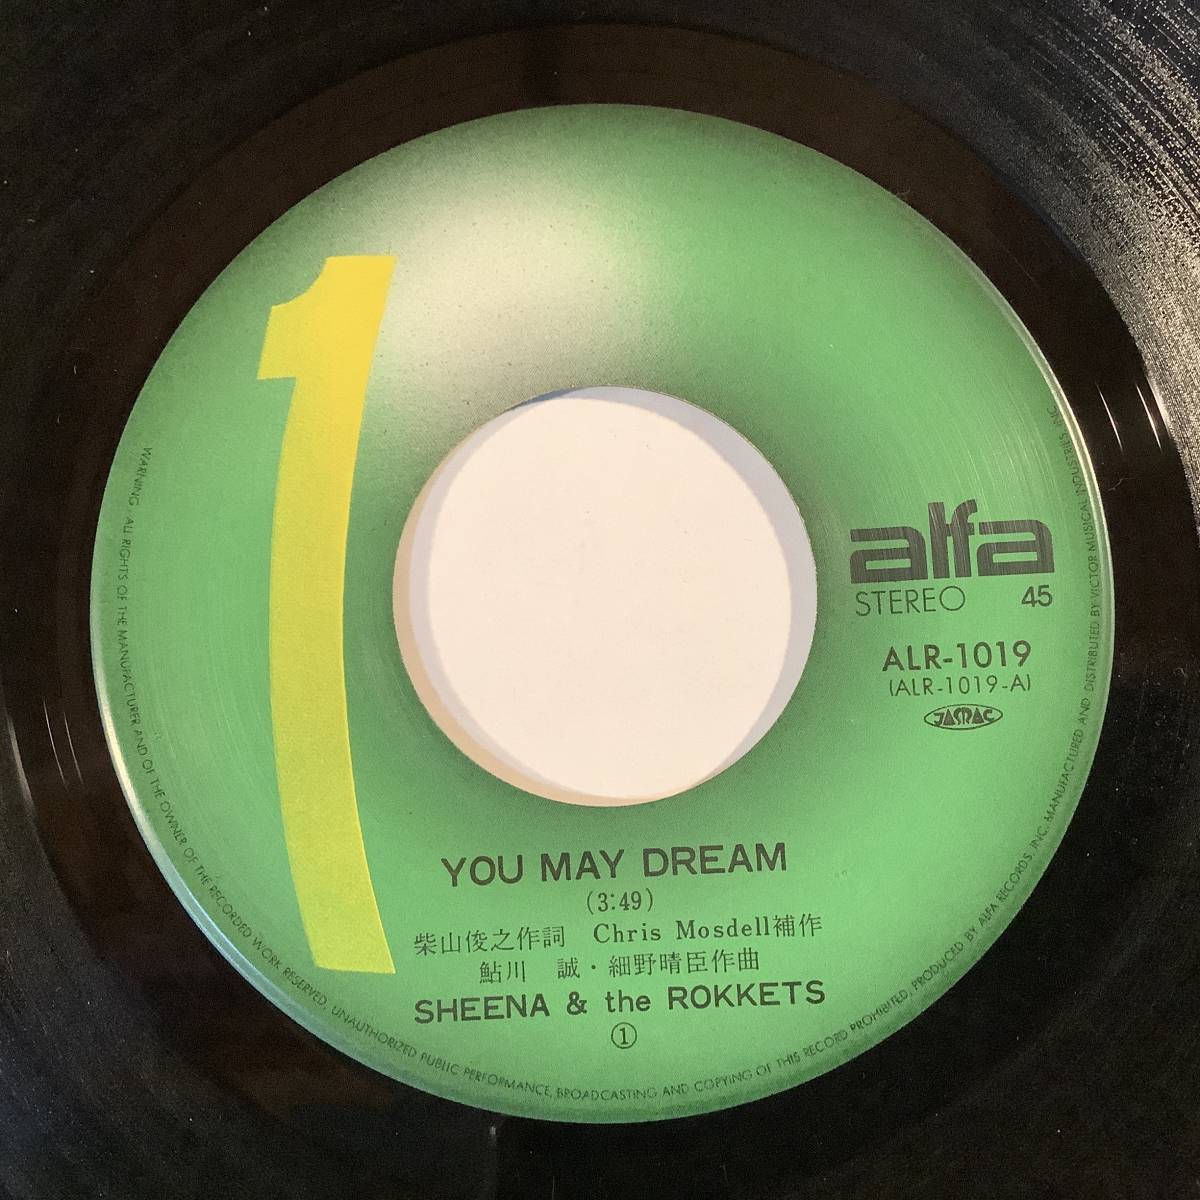 1
alfa
STEREO 45
ALR-1019
(ALR-1019-A)
JASRAC
YOU MAY DREAM
(3:49)
柴山俊之作詞 Chris Mosdell補作
鮎川 誠・細野晴臣作曲
SHEENA & the ROKKETS
①
WARNING. ALL RIGHTS OF THE MANUFACTURER AND OF THE OWNER OF THE RECORDED WORK RESERVED. UNAUTHORIZED PUBLIC PERFORMANCE, BROADCASTING AND COPYING OF THIS RECORD PROHIBITED, PRODUCED BY ALFA RECORDS, INC. MANUFACTURED AND DISTRIBUTED BY VICTOR MUSICAL INDUSTRIES INC.